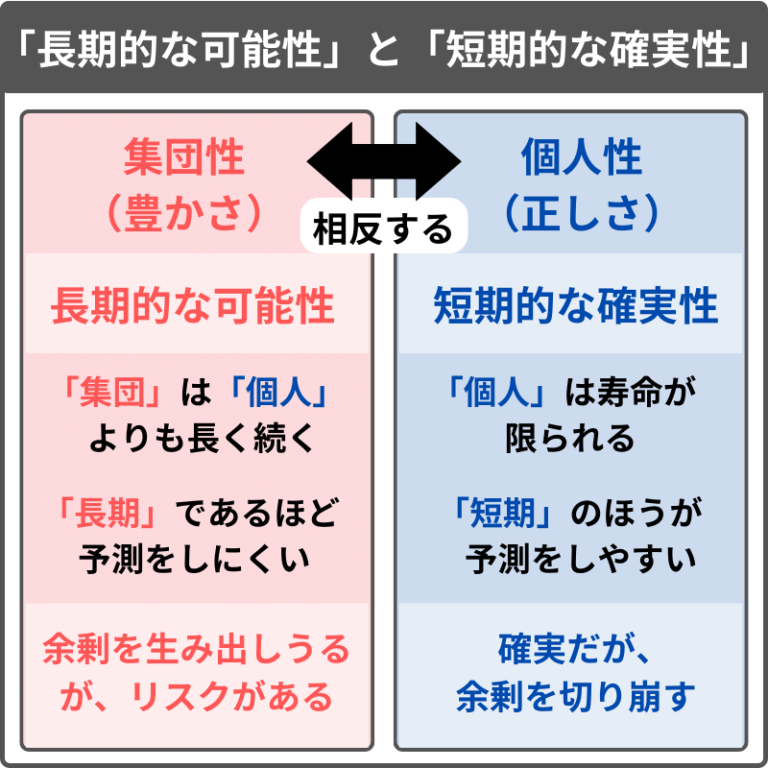 「長期的な可能性」と「短期的な確実性」
集団性
（豊かさ）
相反する
個人性
（正しさ）
長期的な可能性
「集団」は「個人」
よりも長く続く
「長期」であるほど
予測をしにくい
余剰を生み出しうる
が、リスクがある
短期的な確実性
「個人」は寿命が
限られる
「短期」のほうが
予測をしやすい
確実だが、
余剰を切り崩す